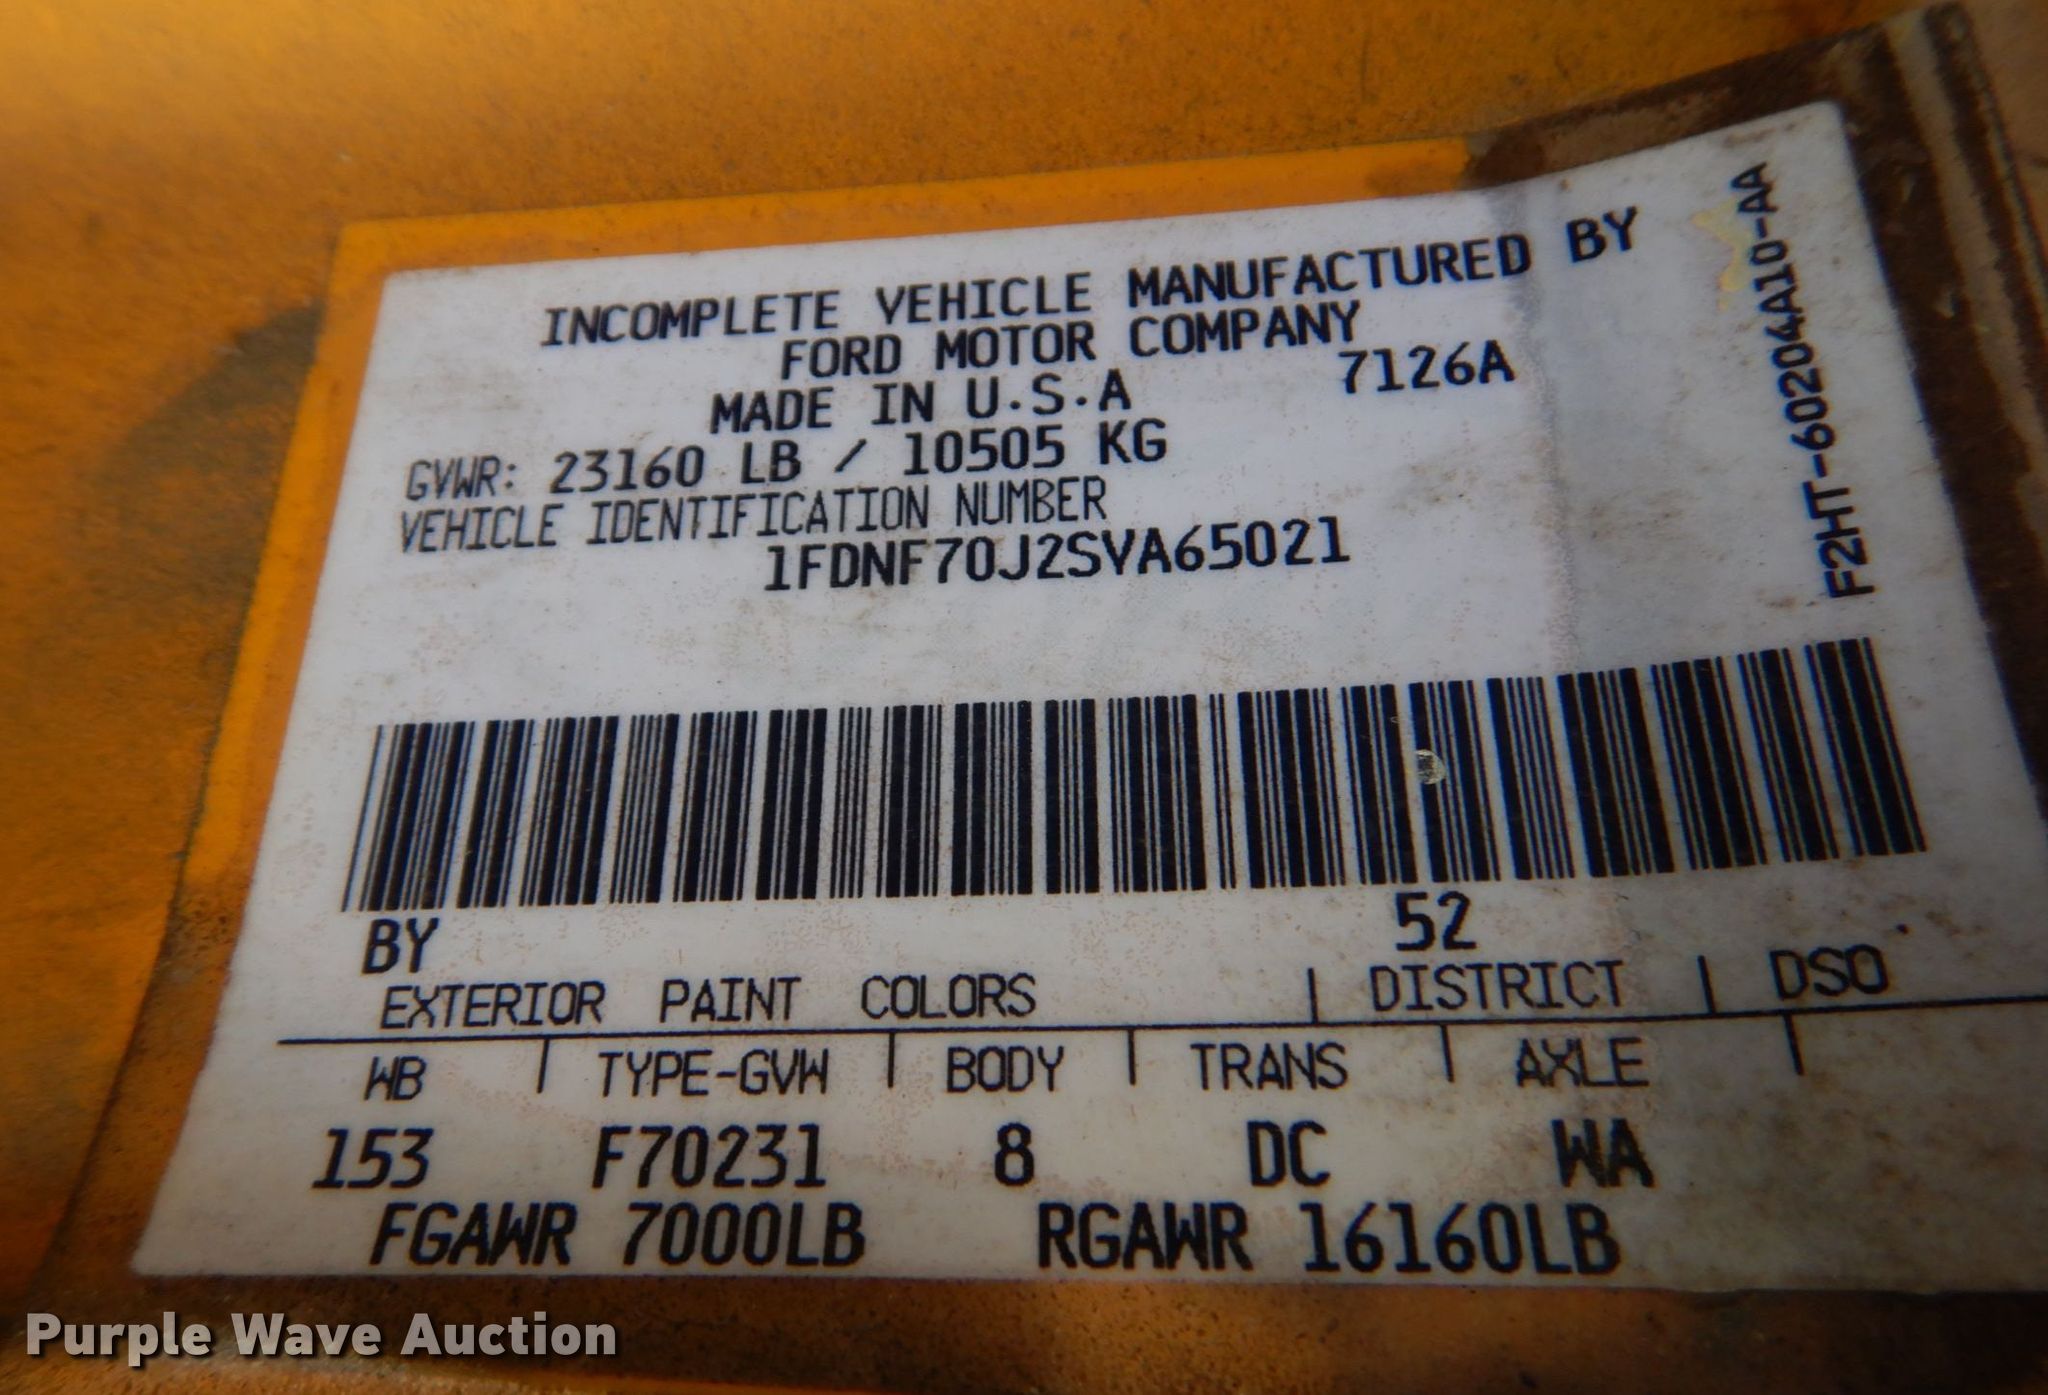 INCOMPLETE VEHICLE MANUFACTURED BY
FORD MOTOR COMPANY
MADE IN U.S.A 7126A
GVWR: 23160 LB / 10505 KG
VEHICLE IDENTIFICATION NUMBER
1FDNF70J2SVA65021
F2HT-60204A10-AA
BY 52
EXTERIOR PAINT COLORS | DISTRICT | DSO
WB | TYPE-GVW | BODY | TRANS | AXLE |
153 F70231 8 DC WA
FGAWR 7000LB RGAWR 16160LB
Purple Wave Auction